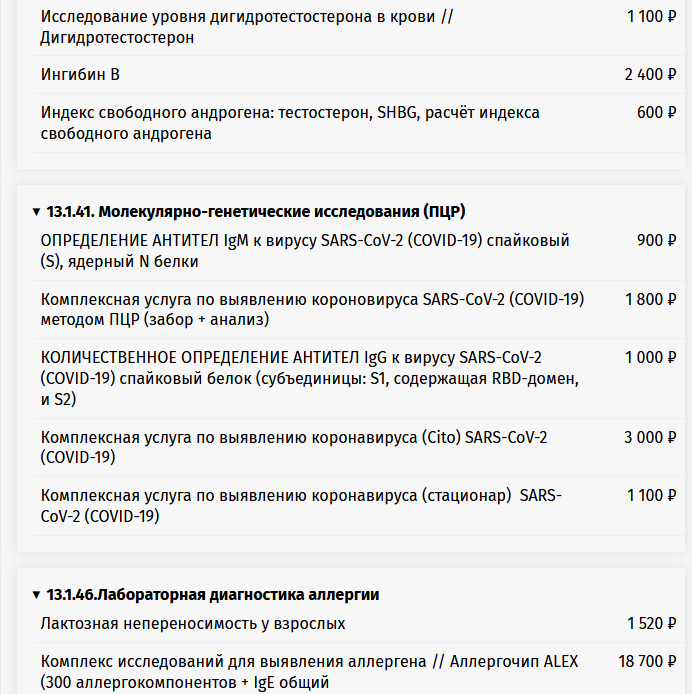 Исследование уровня дигидротестостерона в крови // 1 100 ₽
Дигидротестостерон
Ингибин В 2 400 ₽
Индекс свободного андрогена: тестостерон, SHBG, расчёт индекса 600 ₽
свободного андрогена
▼ 13.1.41. Молекулярно-генетические исследования (ПЦР)
ОПРЕДЕЛЕНИЕ АНТИТЕЛ IgM к вирусу SARS-CoV-2 (COVID-19) спайковый 900 ₽
(S), ядерный N белки
Комплексная услуга по выявлению короновируса SARS-CoV-2 (COVID-19) 1 800 ₽
методом ПЦР (забор + анализ)
КОЛИЧЕСТВЕННОЕ ОПРЕДЕЛЕНИЕ АНТИТЕЛ IgG к вирусу SARS-CoV-2 1 000 ₽
(COVID-19) спайковый белок (субъединицы: S1, содержащая RBD-домен,
и S2)
Комплексная услуга по выявлению коронавируса (Cito) SARS-CoV-2 3 000 ₽
(COVID-19)
Комплексная услуга по выявлению коронавируса (стационар) SARS- 1 100 ₽
CoV-2 (COVID-19)
▼ 13.1.46.Лабораторная диагностика аллергии
Лактозная непереносимость у взрослых 1 520 ₽
Комплекс исследований для выявления аллергена // Аллергочип ALEX 18 700 ₽
(300 аллергокомпонентов + IgE общий